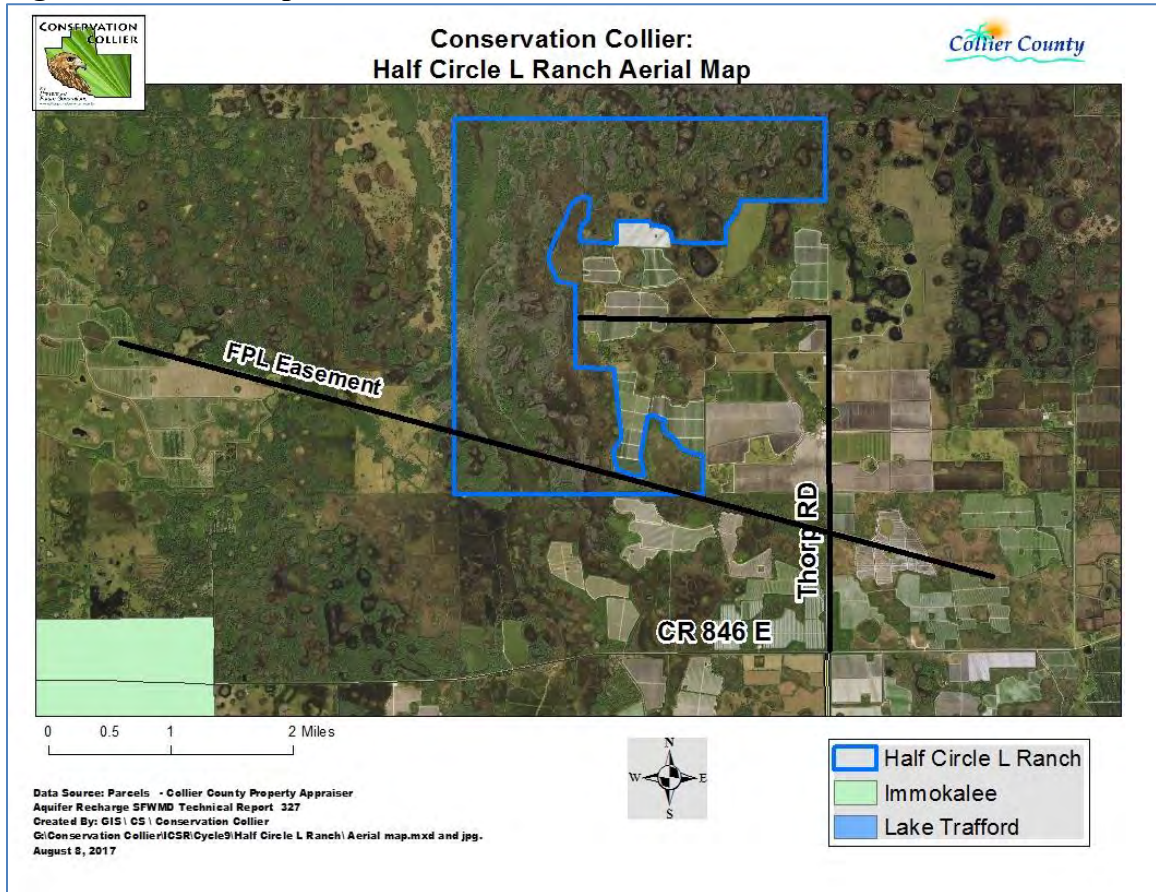 CONSERVATION
COLLIER
Conservation Collier:
Half Circle L Ranch Aerial Map
Collier County
FPL Easement
Thorp RD
CR 846 E
0 0.5 1 2 Miles
N
W E
S
Data Source: Parcels - Collier County Property Appraiser
Aquifer Recharge SFWMD Technical Report 327
Created By: GIS \ CS \ Conservation Collier
G:\Conservation Collier\ICSR\Cycle9\Half Circle L Ranch\ Aerial map.mxd and jpg.
August 8, 2017
Half Circle L Ranch
Immokalee
Lake Trafford